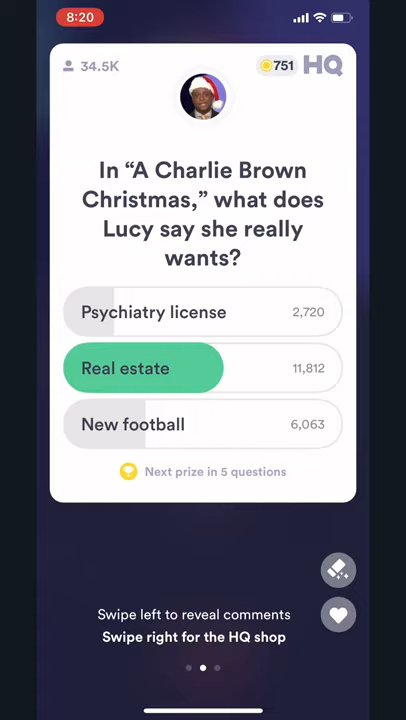 8:20
34.5K
751 HQ
In “A Charlie Brown
Christmas,” what does
Lucy say she really
wants?
Psychiatry license 2,720
Real estate 11,812
New football 6,063
Next prize in 5 questions
Swipe left to reveal comments
Swipe right for the HQ shop